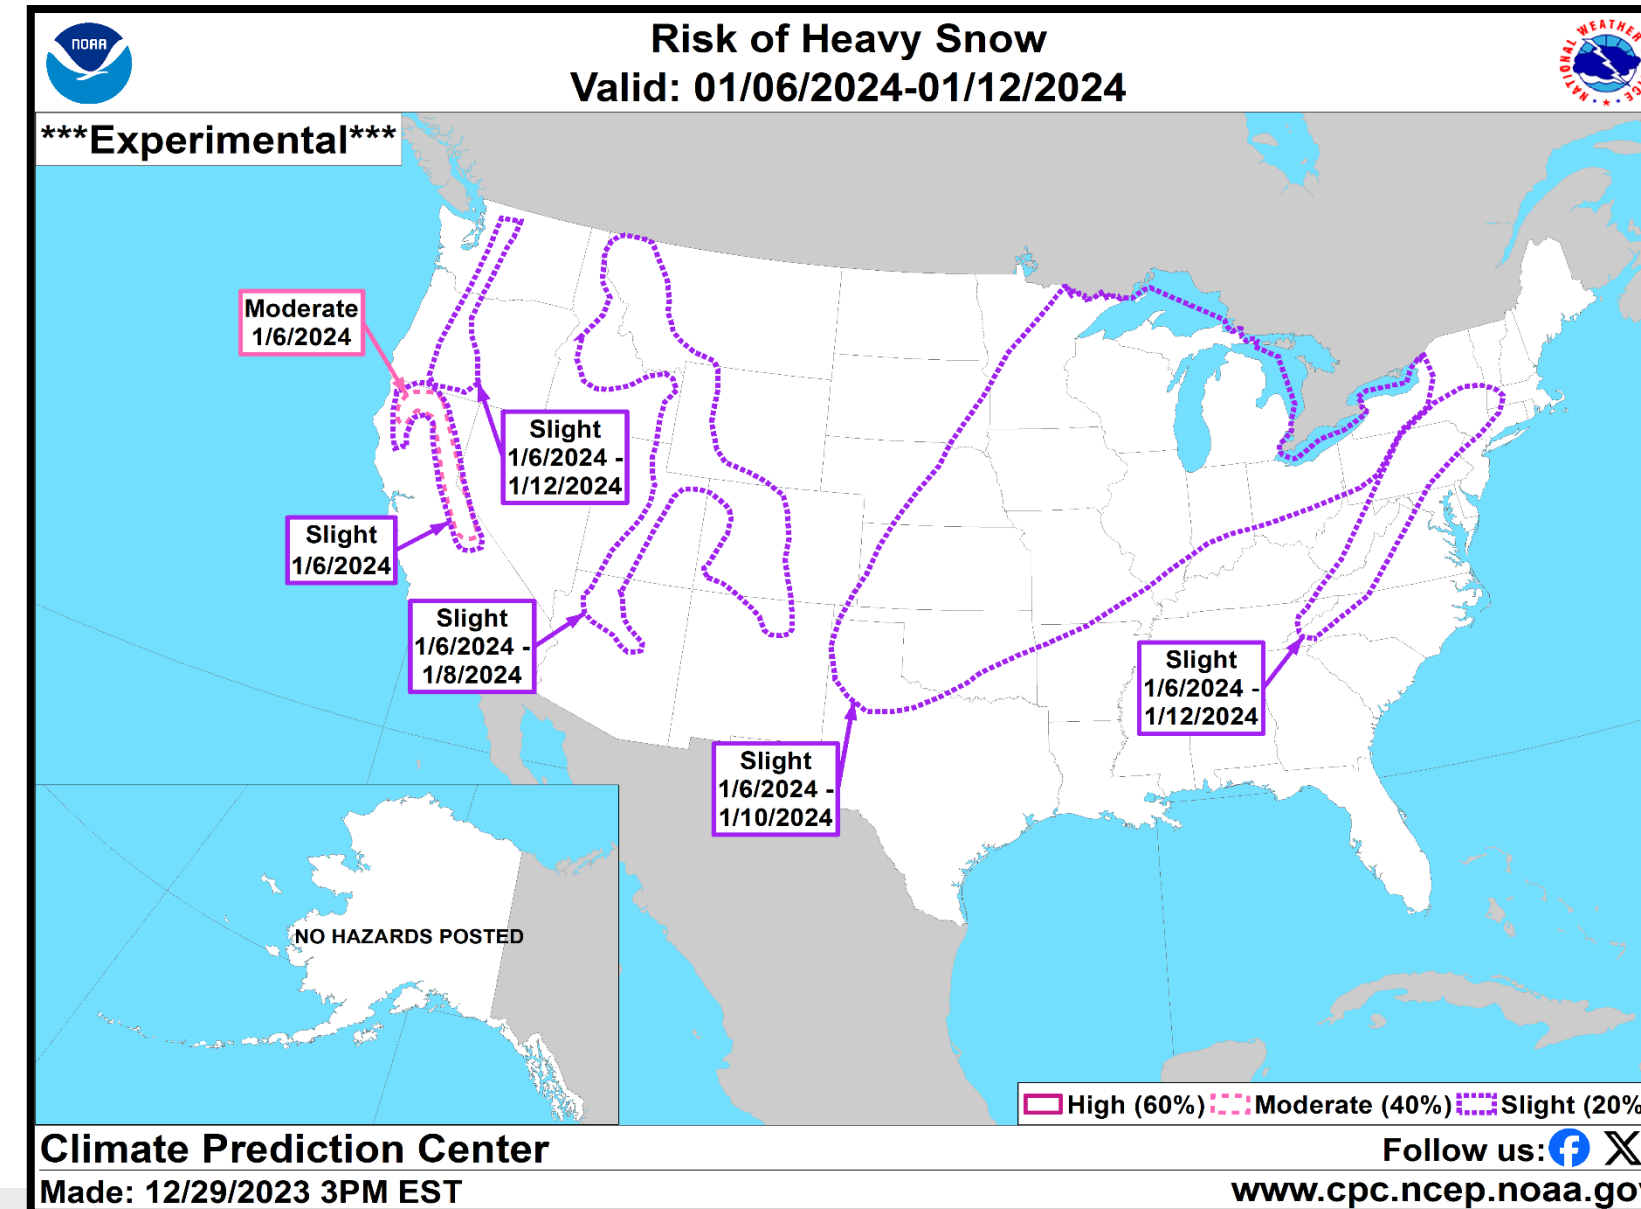 NOAA
Risk of Heavy Snow
Valid: 01/06/2024-01/12/2024
NATIONAL WEATHER
***Experimental***
Moderate
1/6/2024
Slight
1/6/2024 -
1/12/2024
Slight
1/6/2024
Slight
1/6/2024 -
1/8/2024
Slight
1/6/2024 -
1/12/2024
Slight
1/6/2024 -
1/10/2024
NO HAZARDS POSTED
High (60%) Moderate (40%) Slight (20%
Climate Prediction Center
Follow us:
Made: 12/29/2023 3PM EST
www.cpc.ncep.noaa.gov